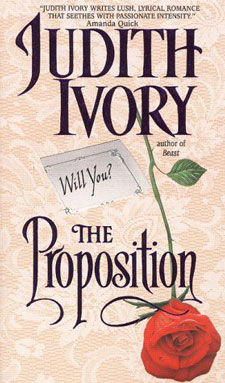 "JUDITH IVORY WRITES LUSH, LYRICAL ROMANCE
THAT SEETHES WITH PASSIONATE INTENSITY."
Amanda Quick
JUDITH
IVORY
author of
Beast
Will You?
THE
Proposition